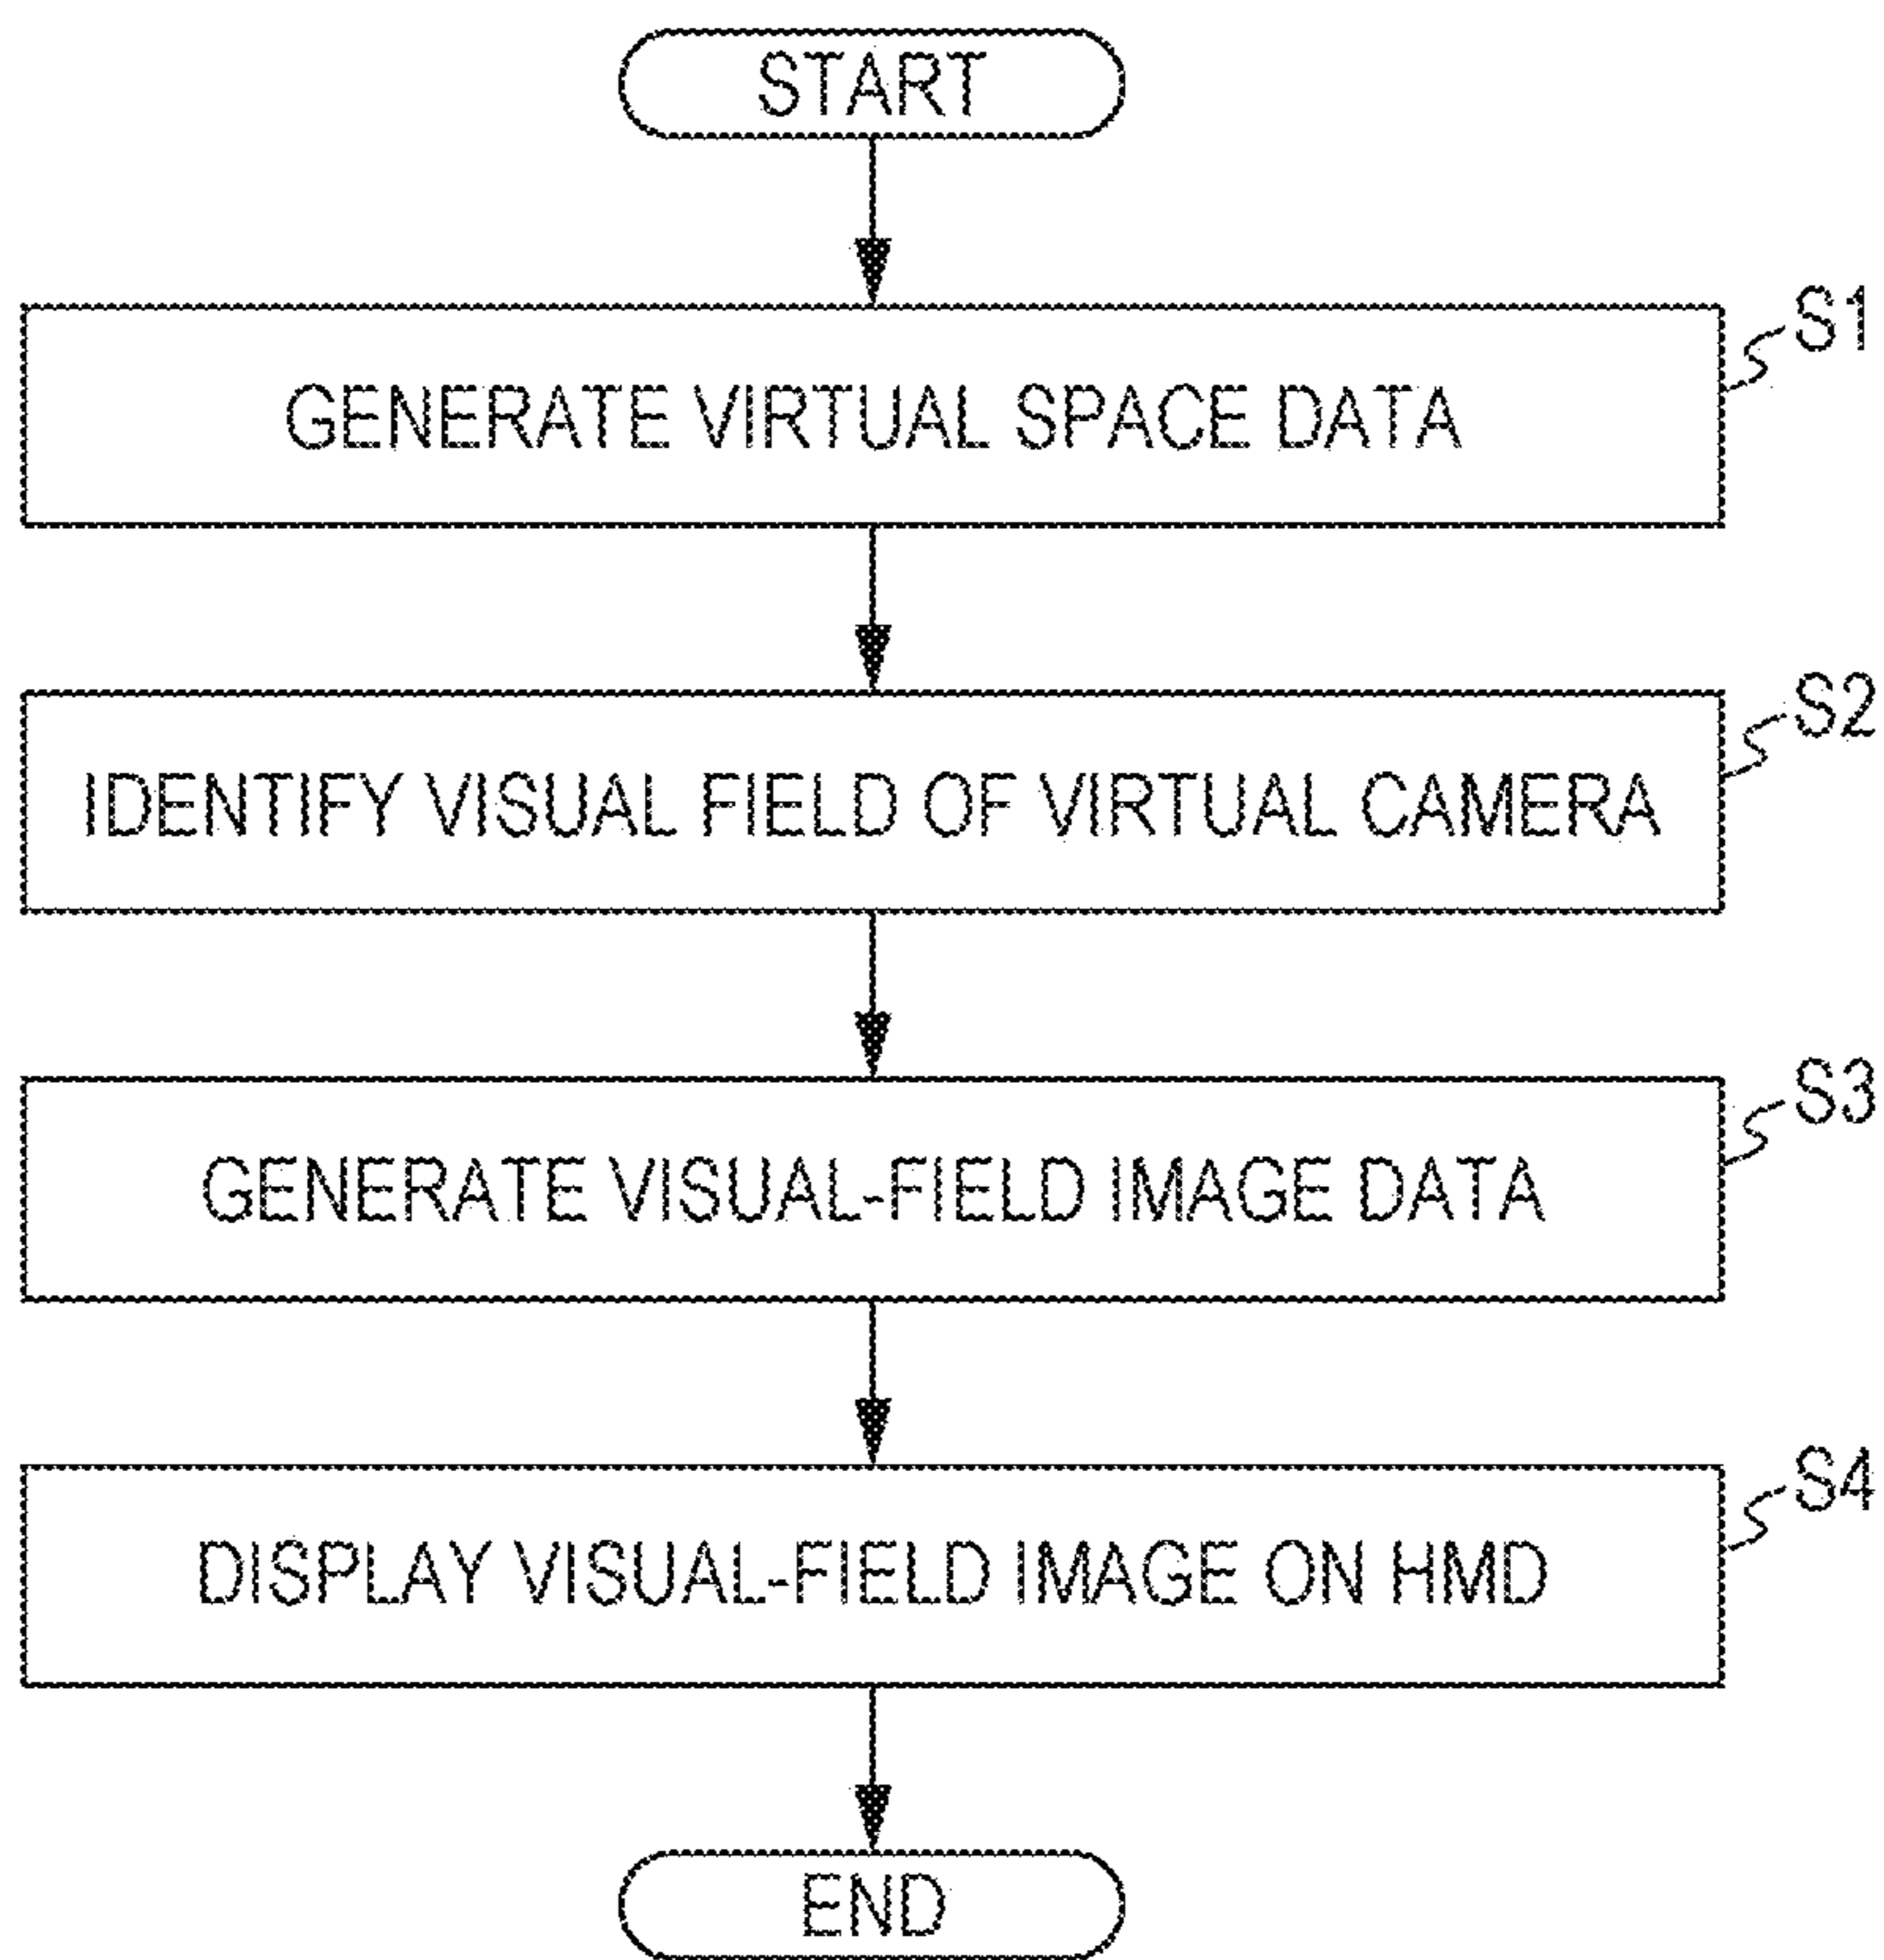 START
S1
GENERATE VIRTUAL SPACE DATA
S2
IDENTIFY VISUAL FIELD OF VIRTUAL CAMERA
S3
GENERATE VISUAL-FIELD IMAGE DATA
S4
DISPLAY VISUAL-FIELD IMAGE ON HMD
END